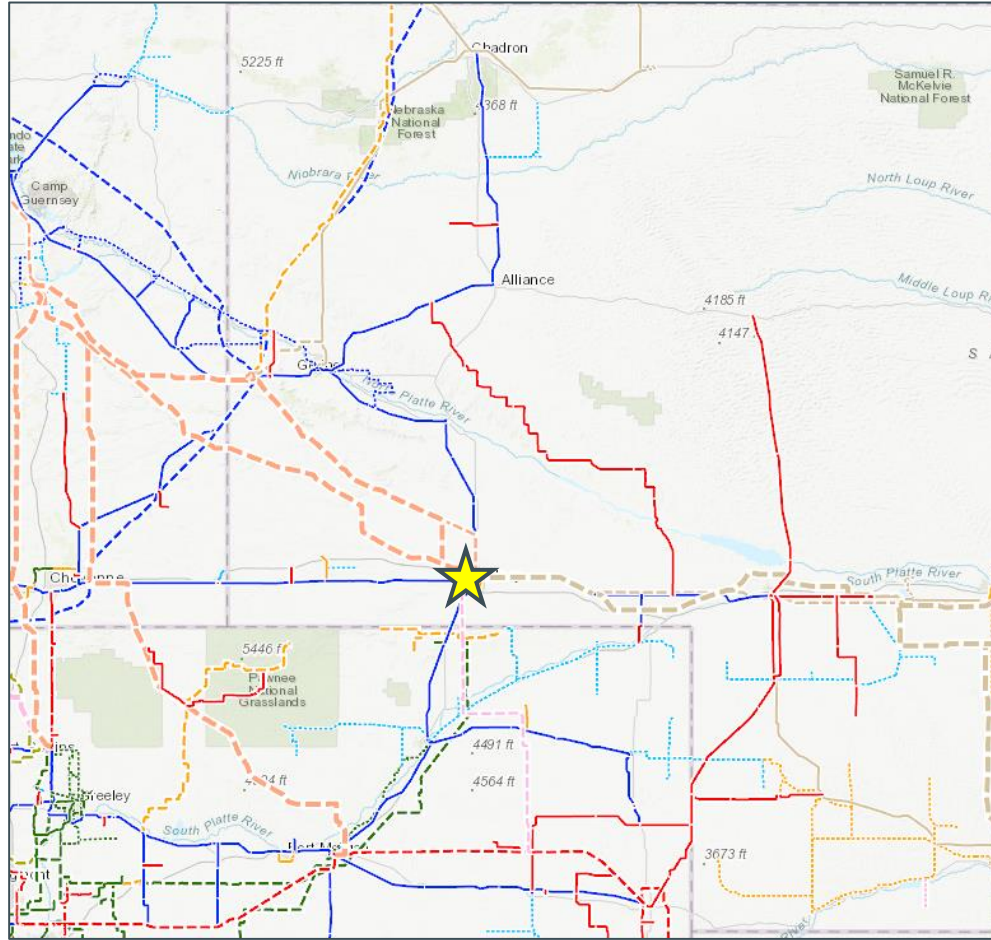 Chadron
5225 ft
Samuel R.
McKelvie
National Forest
368 ft
Nebraska
National
Forest
Niobrara River
Camp
Guernsey
North Loup River
Alliance
4185 ft
Middle Loup
4147
North Platte
River
Cheyenne
South Platte
River
5446 ft
Pawnee
National
Grasslands
4491 ft
4564 ft
Greeley
South Platte
River
3673 ft
River